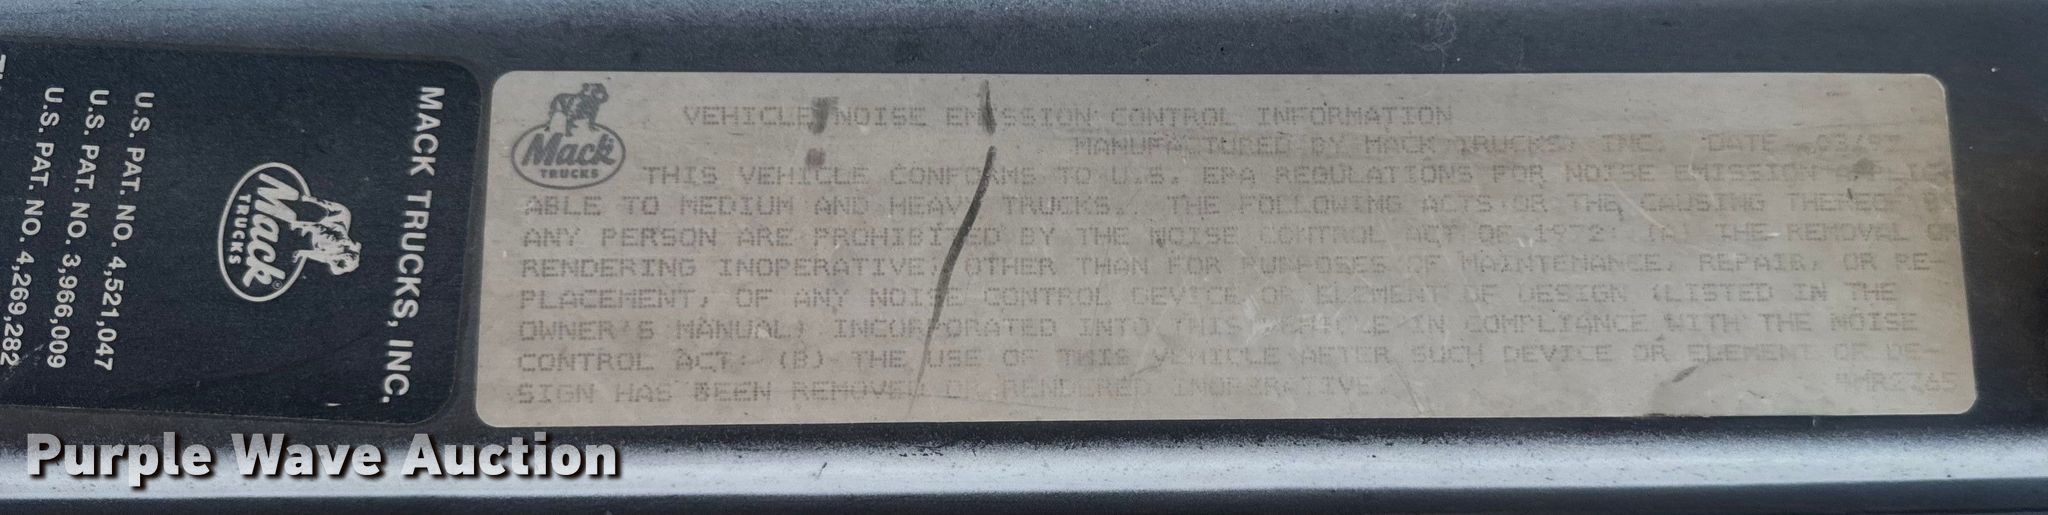 MACK TRUCKS, INC.
Mack
TRUCKS
U.S. PAT. NO. 4,521,047
U.S. PAT. NO. 3,966,009
U.S. PAT. NO. 4,269,282
Mack
TRUCKS
VEHICLE NOISE EMISSION CONTROL INFORMATION
MANUFACTURED BY MACK TRUCKS, INC. DATE
THIS VEHICLE CONFORMS TO U.S. EPA REGULATIONS FOR NOISE EMISSION APPLIC-
ABLE TO MEDIUM AND HEAVY TRUCKS. THE FOLLOWING ACTS OR THE CAUSING THEREOF BY
ANY PERSON ARE PROHIBITED BY THE NOISE CONTROL ACT OF 1972: (A) THE REMOVAL OR
RENDERING INOPERATIVE, OTHER THAN FOR PURPOSES OF MAINTENANCE, REPAIR, OR RE-
PLACEMENT, OF ANY NOISE CONTROL DEVICE OR ELEMENT OF DESIGN (LISTED IN THE
OWNER'S MANUAL) INCORPORATED INTO THIS VEHICLE IN COMPLIANCE WITH THE NOISE
CONTROL ACT (B) THE USE OF THIS VEHICLE AFTER SUCH DEVICE OR ELEMENT OF DE-
SIGN HAS BEEN REMOVED OR RENDERED INOPERATIVE.
Purple Wave Auction